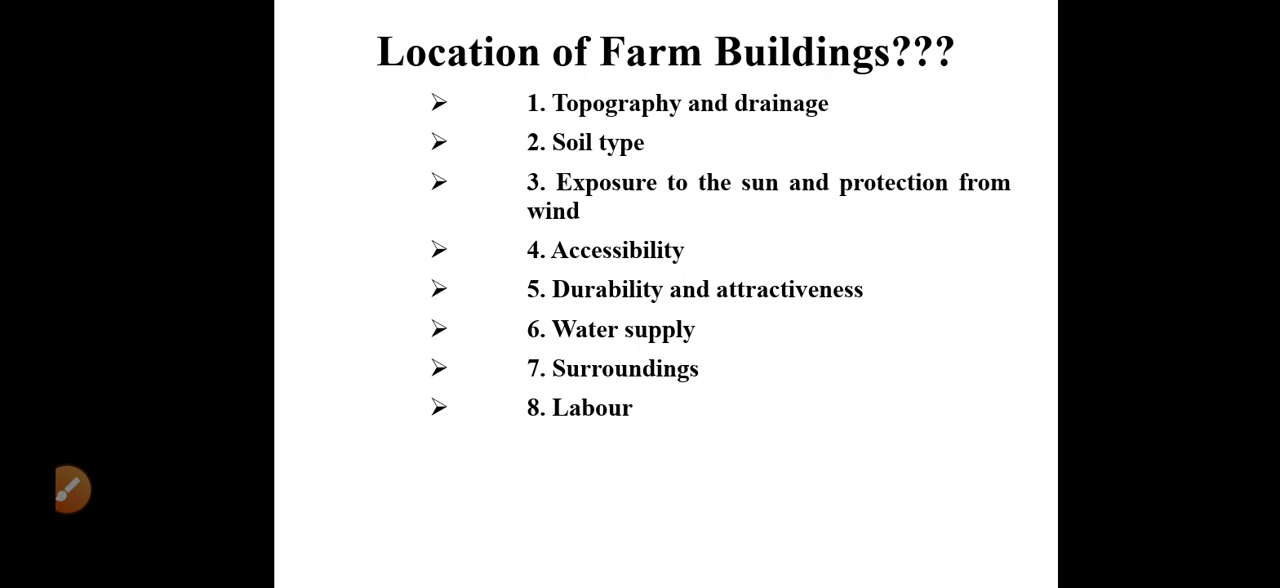 Location of Farm Buildings???
➢ 1. Topography and drainage
➢ 2. Soil type
➢ 3. Exposure to the sun and protection from
wind
➢ 4. Accessibility
➢ 5. Durability and attractiveness
➢ 6. Water supply
➢ 7. Surroundings
➢ 8. Labour